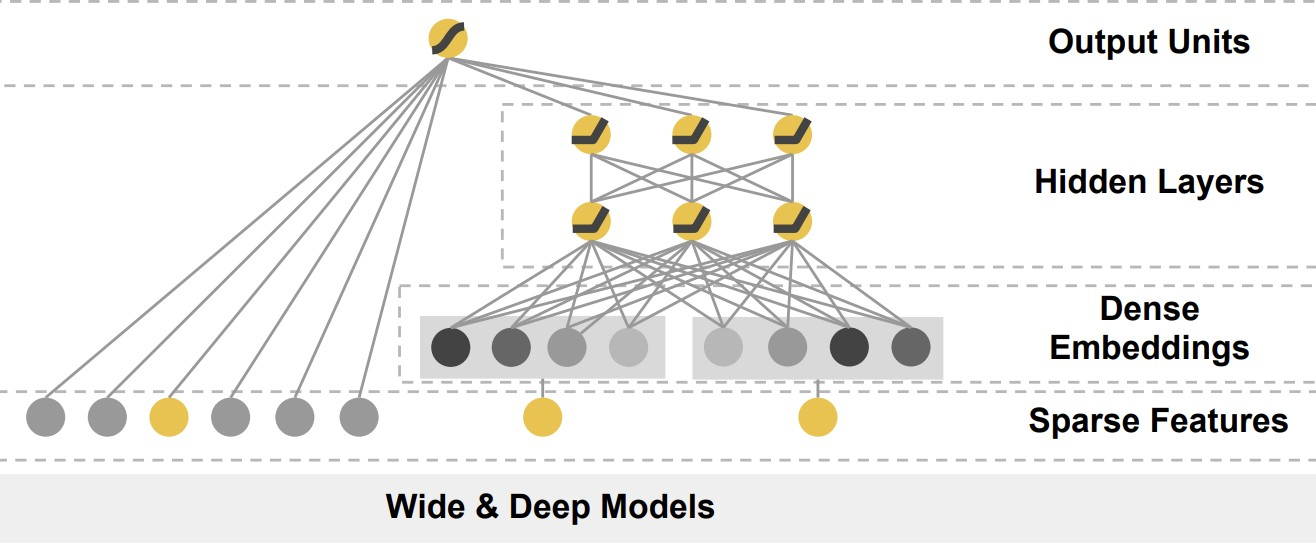 Output Units
Hidden Layers
Dense
Embeddings
Sparse Features
Wide & Deep Models